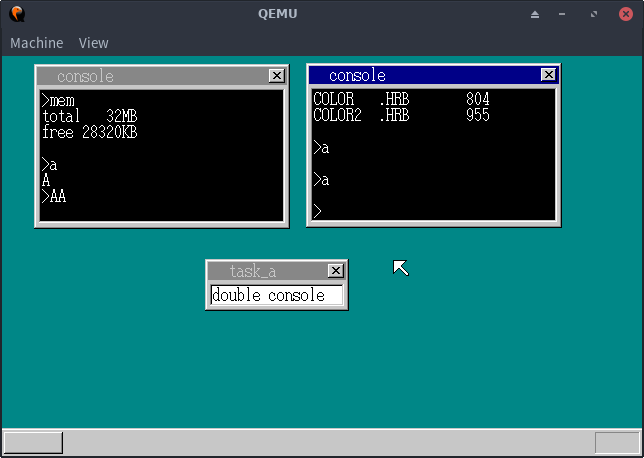 QEMU
Machine View
console
>mem
total   32MB
free 28320KB
>a
A
>AA
console
COLOR   .HRB       804
COLOR2  .HRB       955
>a
>a
>
task_a
double console